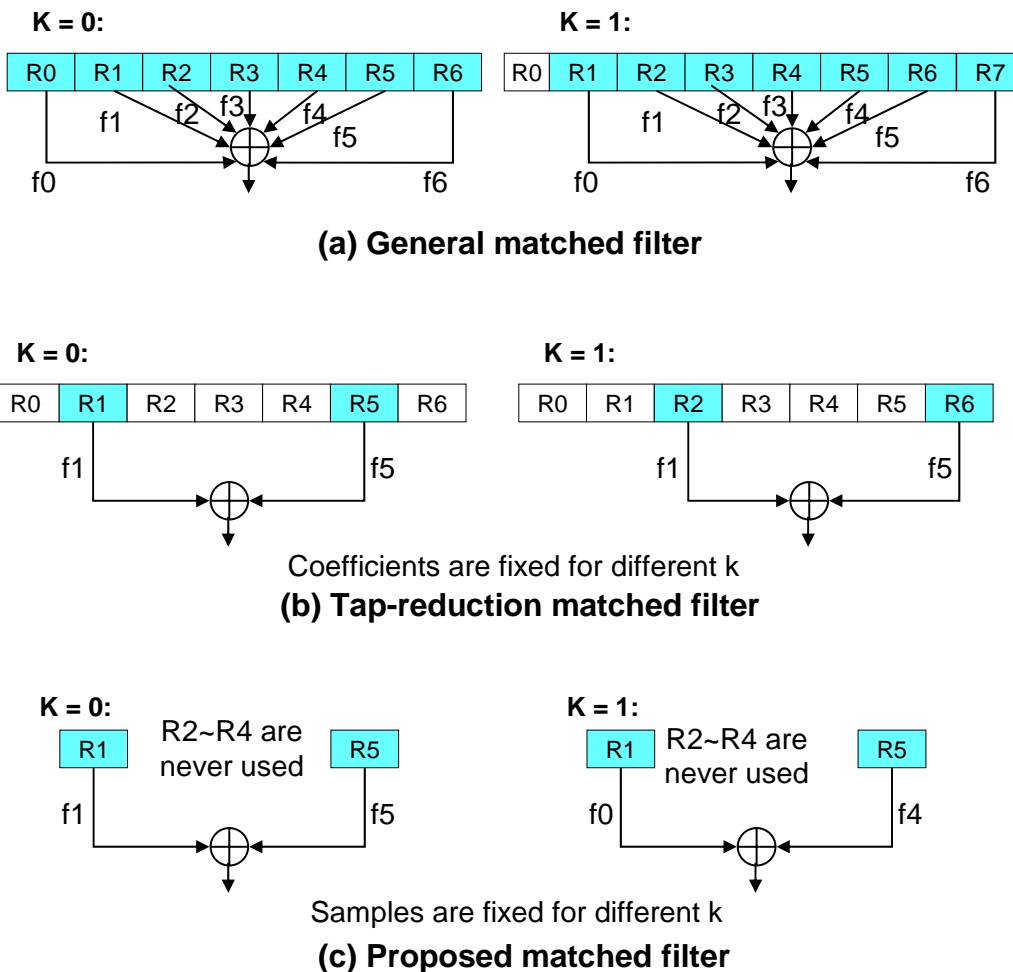 K = 0: K = 1:
R0 R1 R2 R3 R4 R5 R6 R0 R1 R2 R3 R4 R5 R6 R7
f1 f2 f3 f4 f5 f1 f2 f3 f4 f5
f0 f6 f0 f6
(a) General matched filter
K = 0: K = 1:
R0 R1 R2 R3 R4 R5 R6 R0 R1 R2 R3 R4 R5 R6
f1 f5 f1 f5
Coefficients are fixed for different k
(b) Tap-reduction matched filter
K = 0: K = 1:
R1 R2~R4 are R5 R1 R2~R4 are R5
never used never used
f1 f5 f0 f4
Samples are fixed for different k
(c) Proposed matched filter